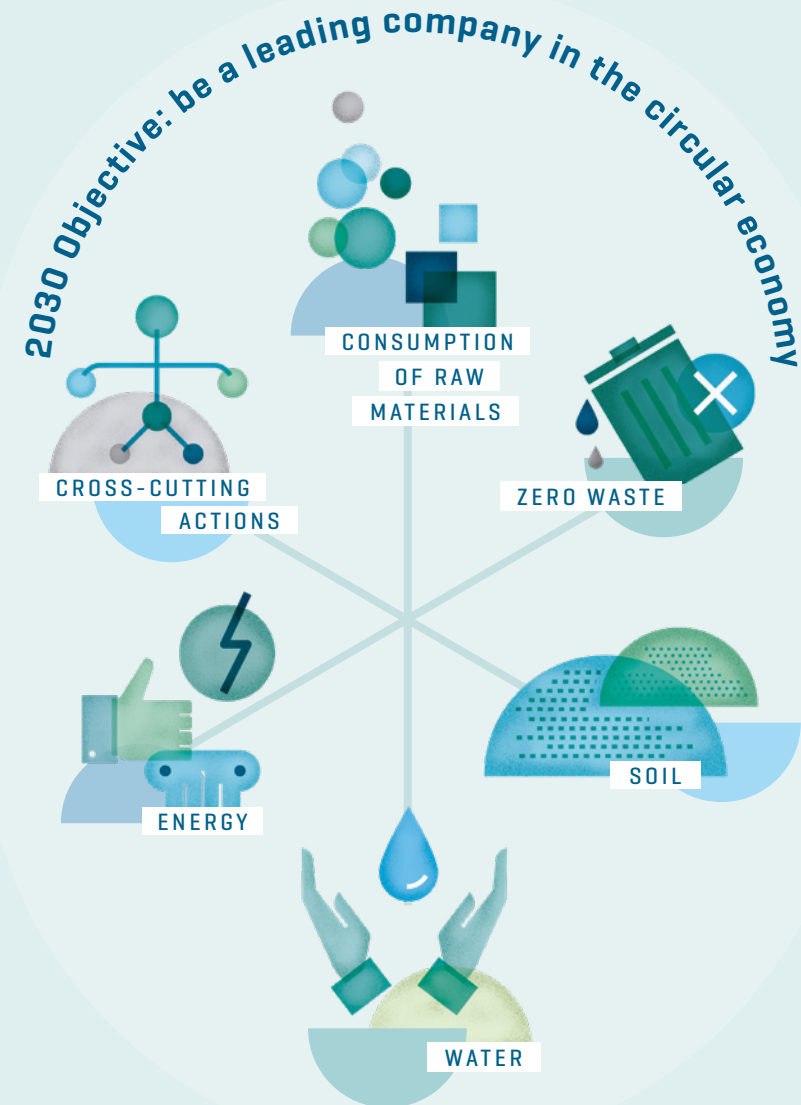 2030 Objective: be a leading company in the circular economy
CONSUMPTION
OF RAW
MATERIALS
CROSS-CUTTING
ACTIONS
ZERO WASTE
ENERGY
SOIL
WATER